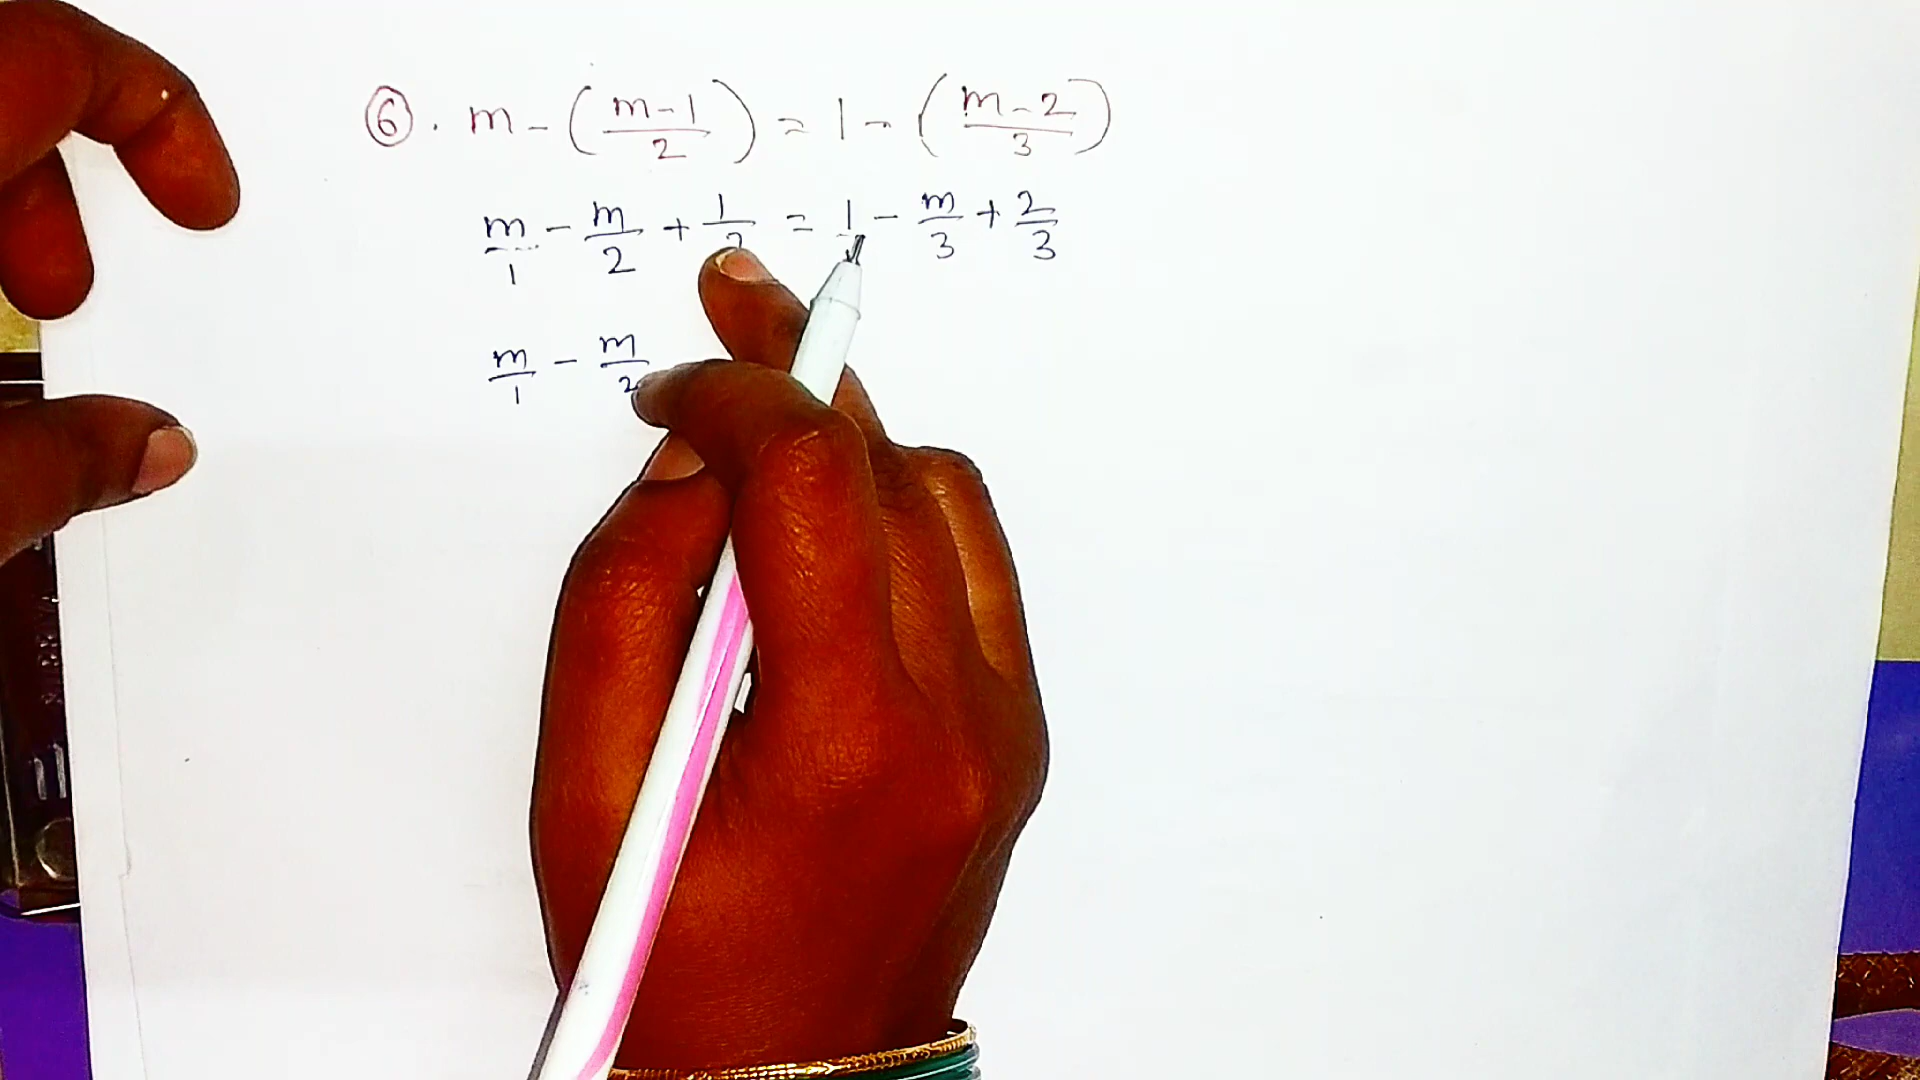 ⑥. m - (m-1/2) = 1 - (m-2/3)
m/1 - m/2 + 1/2 = 1 - m/3 + 2/3
m/1 - m/2